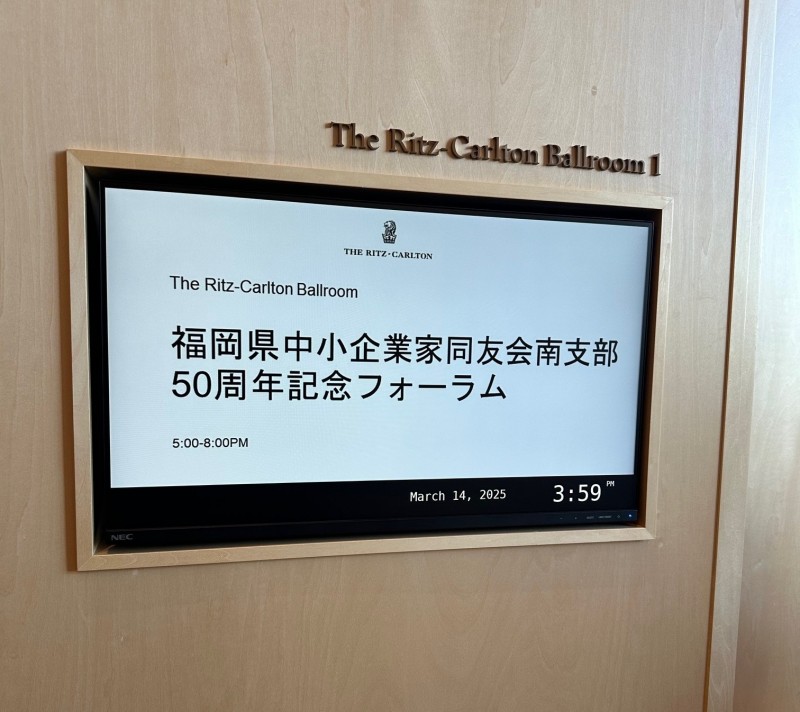 The Ritz-Carlton Ballroom 1
THE RITZ-CARLTON
The Ritz-Carlton Ballroom
福岡県中小企業家同友会南支部
50周年記念フォーラム
5:00-8:00PM
March 14, 2025
3:59 PM
NEC